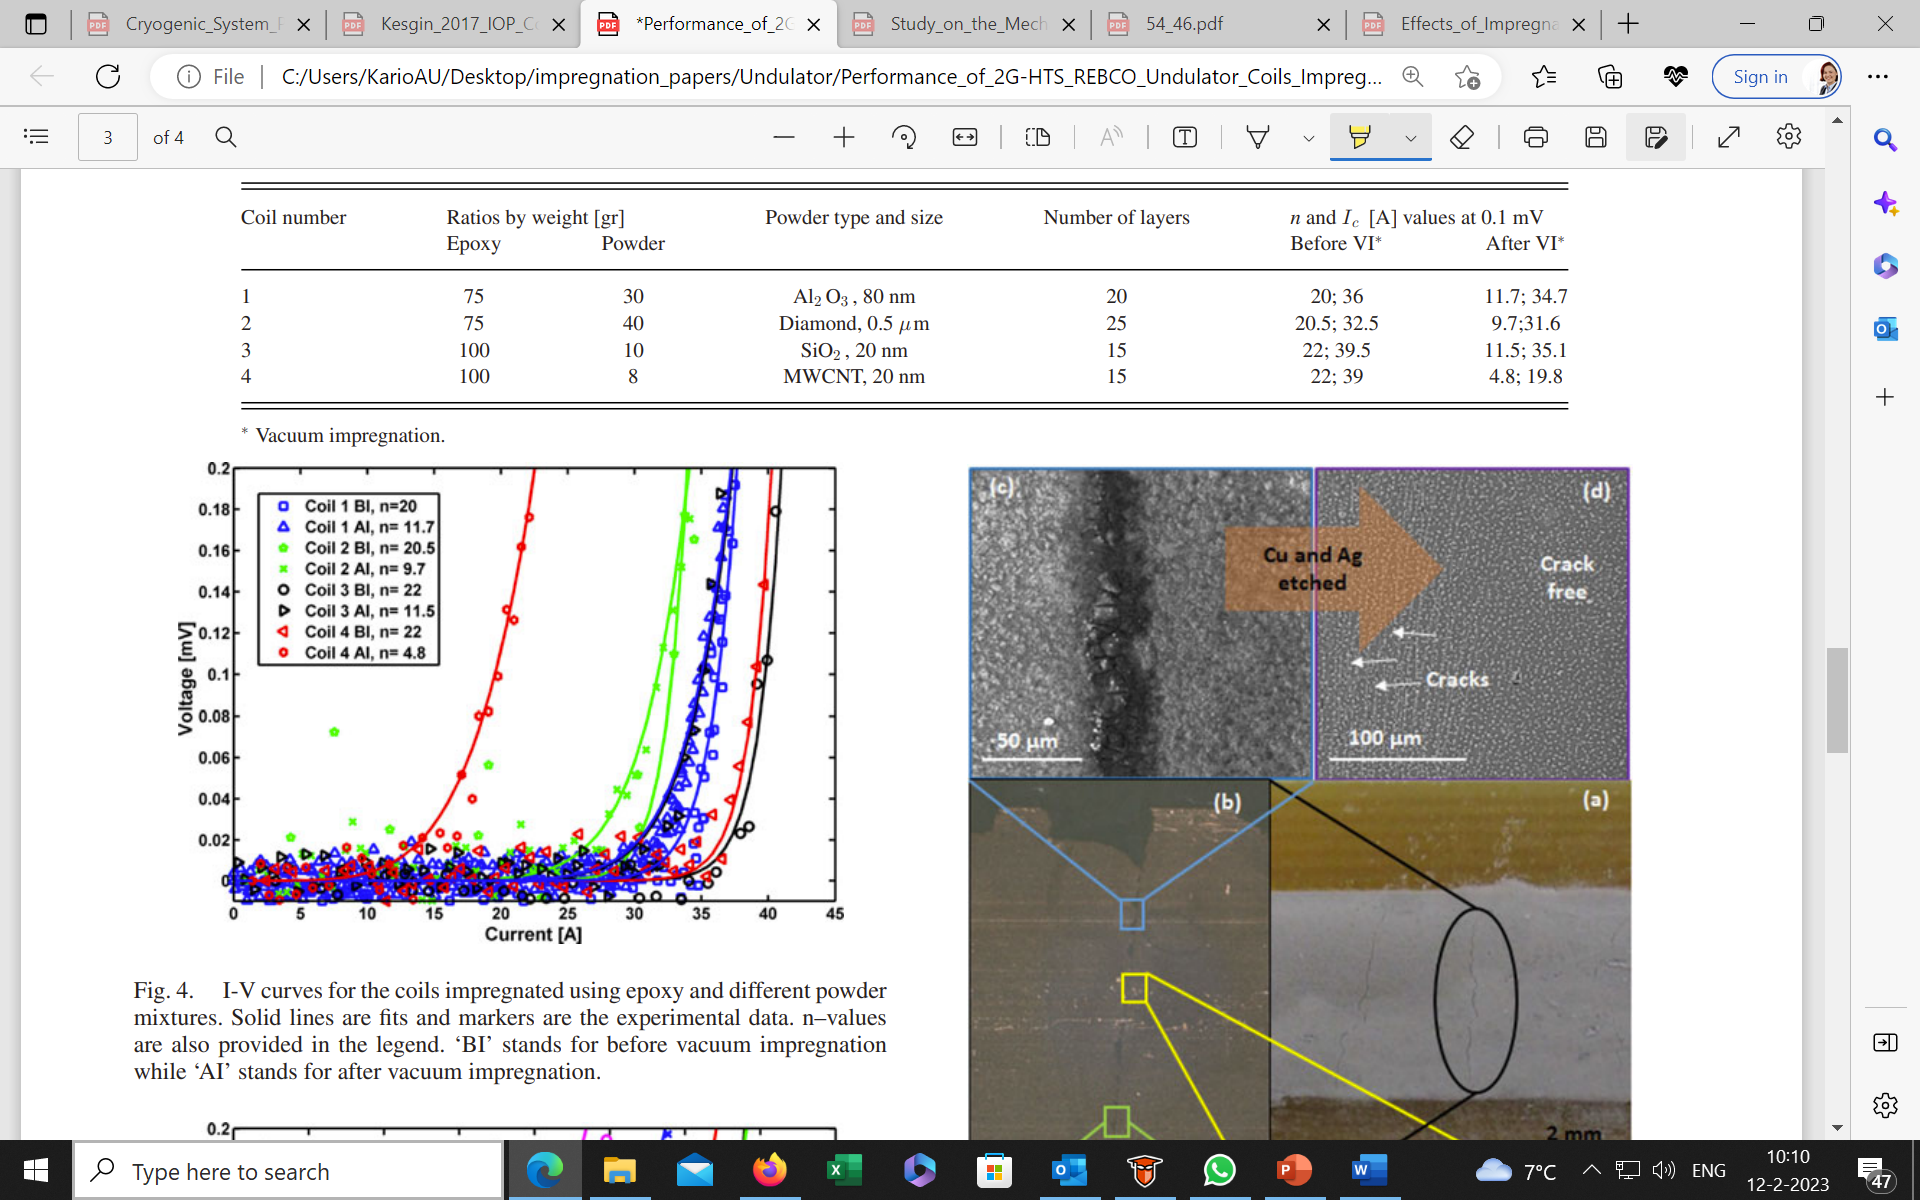 Cryogenic_System_F
Kesgin_2017_IOP_Co
*Performance_of_2G
Study_on_the_Mech
54_46.pdf
Effects_of_Impregna
File
C:/Users/KarioAU/Desktop/impregnation_papers/Undulator/Performance_of_2G-HTS_REBCO_Undulator_Coils_Impreg...
Sign in
3 of 4
Coil number Ratios by weight [gr] Powder type and size Number of layers n and Ic [A] values at 0.1 mV
Epoxy Powder Before VI* After VI*
1 75 30 Al2 O3 , 80 nm 20 20; 36 11.7; 34.7
2 75 40 Diamond, 0.5 μm 25 20.5; 32.5 9.7;31.6
3 100 10 SiO2 , 20 nm 15 22; 39.5 11.5; 35.1
4 100 8 MWCNT, 20 nm 15 22; 39 4.8; 19.8
* Vacuum impregnation.
0.2
0.18
0.16
0.14
0.12
0.1
0.08
0.06
0.04
0.02
0
Voltage [mV]
Coil 1 BI, n=20
Coil 1 AI, n= 11.7
Coil 2 BI, n= 20.5
Coil 2 AI, n= 9.7
Coil 3 BI, n= 22
Coil 3 AI, n= 11.5
Coil 4 BI, n= 22
Coil 4 AI, n= 4.8
0 5 10 15 20 25 30 35 40 45
Current [A]
(c)
50 μm
Cu and Ag
etched
(d)
Crack
free
Cracks
100 μm
(b)
(a)
2 mm
Fig. 4. I-V curves for the coils impregnated using epoxy and different powder
mixtures. Solid lines are fits and markers are the experimental data. n–values
are also provided in the legend. ‘BI’ stands for before vacuum impregnation
while ‘AI’ stands for after vacuum impregnation.
0.2
Type here to search
7°C
ENG
10:10
12-2-2023
47